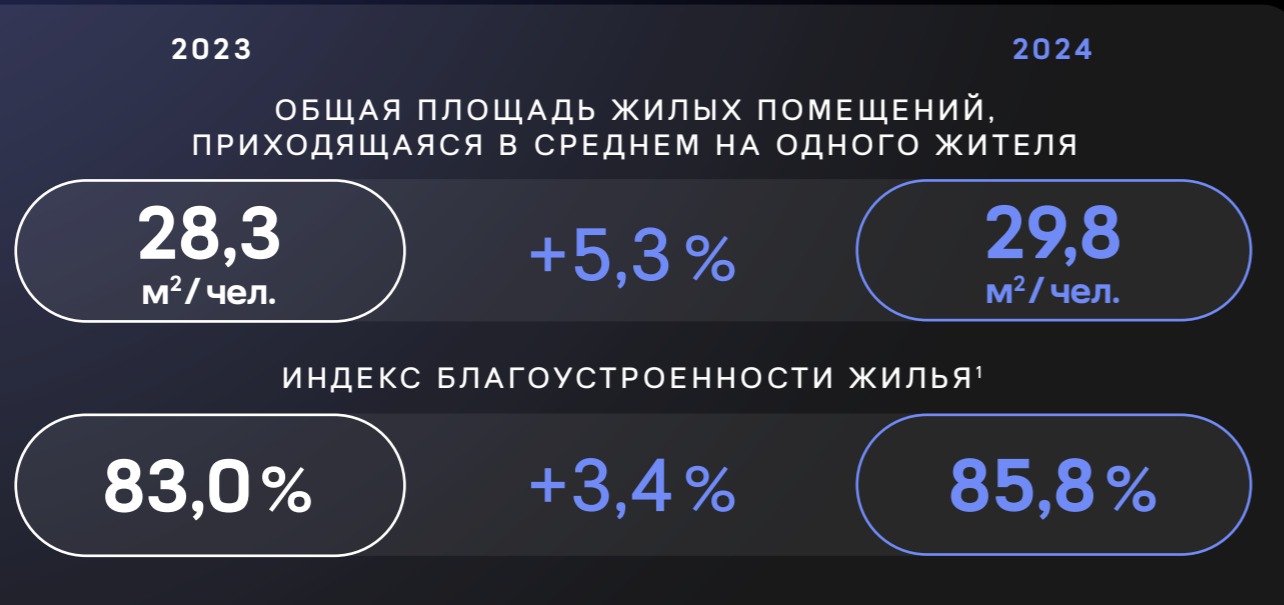 2023 2024
ОБЩАЯ ПЛОЩАДЬ ЖИЛЫХ ПОМЕЩЕНИЙ,
ПРИХОДЯЩАЯСЯ В СРЕДНЕМ НА ОДНОГО ЖИТЕЛЯ
28,3 +5,3 % 29,8
м²/ чел. м²/ чел.
ИНДЕКС БЛАГОУСТРОЕННОСТИ ЖИЛЬЯ¹
83,0 % +3,4 % 85,8 %